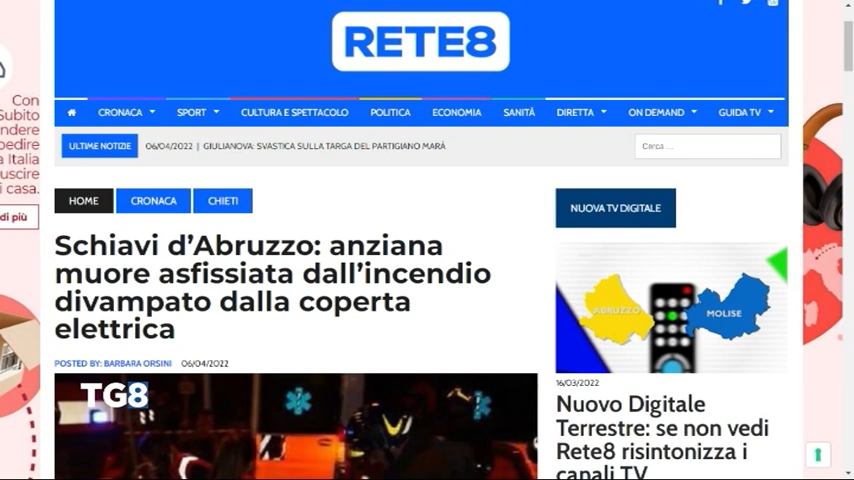 RETE8
CRONACA
SPORT
CULTURA E SPETTACOLO
POLITICA
ECONOMIA
SANITÀ
DIRETTA
ON DEMAND
GUIDA TV
ULTIME NOTIZIE
06/04/2022 | GIULIANOVA: SVASTICA SULLA TARGA DEL PARTIGIANO MARÀ
Cerca ...
Con
Subito
endere
pedire
a Italia
uscire
i casa.
di più
HOME
CRONACA
CHIETI
Schiavi d’Abruzzo: anziana
muore asfissiata dall’incendio
divampato dalla coperta
elettrica
POSTED BY: BARBARA ORSINI 06/04/2022
TG8
NUOVA TV DIGITALE
ABRUZZO
MOLISE
16/03/2022
Nuovo Digitale
Terrestre: se non vedi
Rete8 risintonizza i
canali TV